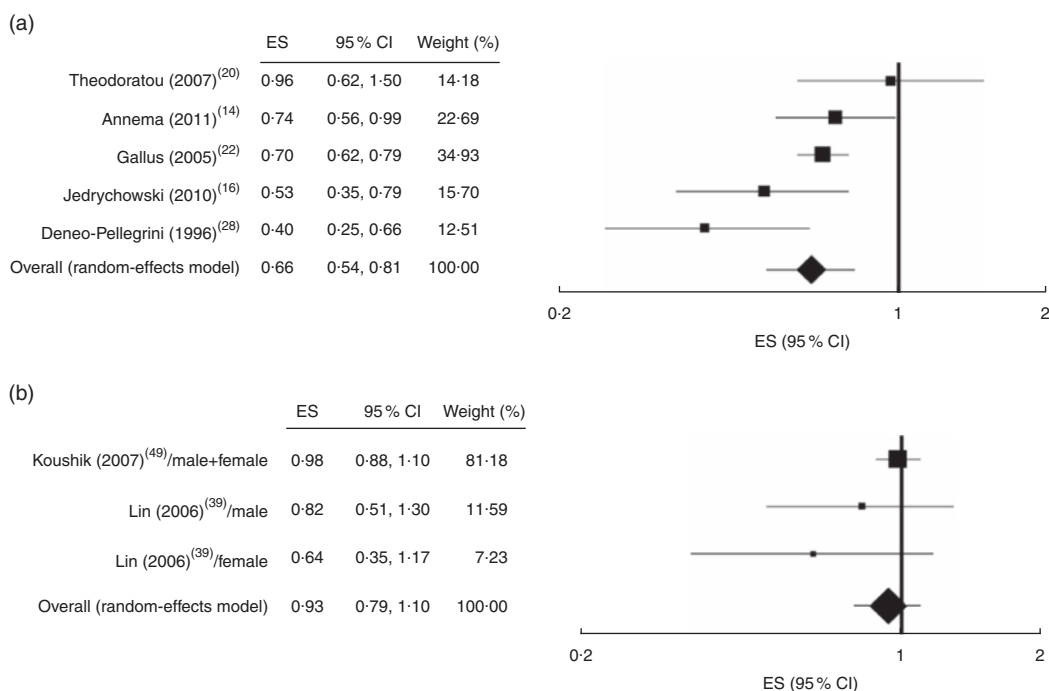 (a)
ES 95 % CI Weight (%)
Theodoratou (2007)(20) 0·96 0·62, 1·50 14·18
Annema (2011)(14) 0·74 0·56, 0·99 22·69
Gallus (2005)(22) 0·70 0·62, 0·79 34·93
Jedrychowski (2010)(16) 0·53 0·35, 0·79 15·70
Deneo-Pellegrini (1996)(28) 0·40 0·25, 0·66 12·51
Overall (random-effects model) 0·66 0·54, 0·81 100·00
0·2 1 2
ES (95 % CI)
(b)
ES 95 % CI Weight (%)
Koushik (2007)(49)/male+female 0·98 0·88, 1·10 81·18
Lin (2006)(39)/male 0·82 0·51, 1·30 11·59
Lin (2006)(39)/female 0·64 0·35, 1·17 7·23
Overall (random-effects model) 0·93 0·79, 1·10 100·00
0·2 1 2
ES (95 % CI)